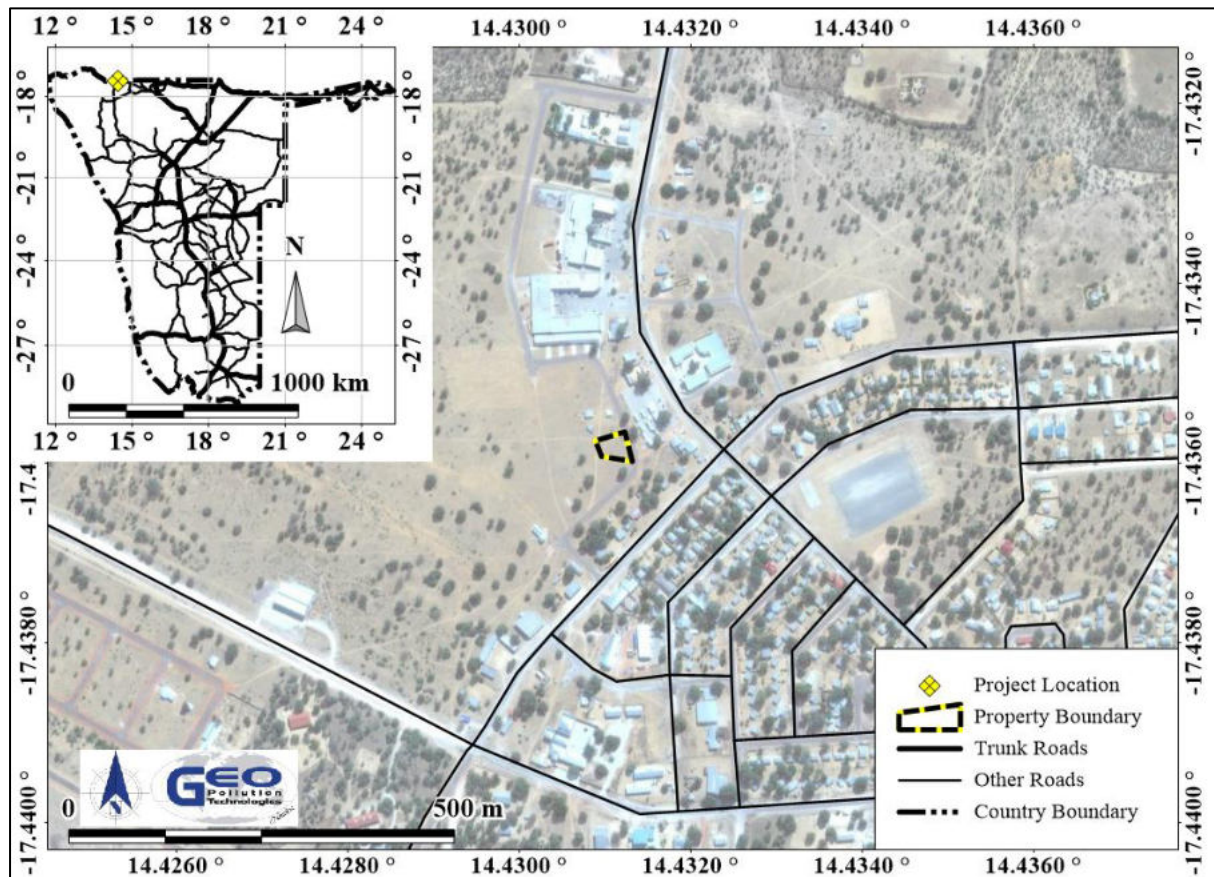 12 ° 15 ° 18 ° 21 ° 24 °
14.4300 ° 14.4320 ° 14.4340 ° 14.4360 °
-18 °
-21 °
-24 °
-27 °
-18 °
-21 °
-24 °
-27 °
N
0 1000 km
12 ° 15 ° 18 ° 21 ° 24 °
-17.4320 °
-17.4340 °
-17.4360 °
-17.4380 °
-17.4400 °
-17.4
-17.4380 °
-17.4400 °
Project Location
Property Boundary
Trunk Roads
Other Roads
Country Boundary
GEO
Pollution
Technologies
0 500 m
14.4260 ° 14.4280 ° 14.4300 ° 14.4320 ° 14.4340 ° 14.4360 °